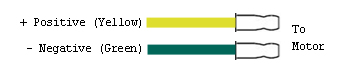 + Positive (Yellow)
- Negative (Green)
To
Motor